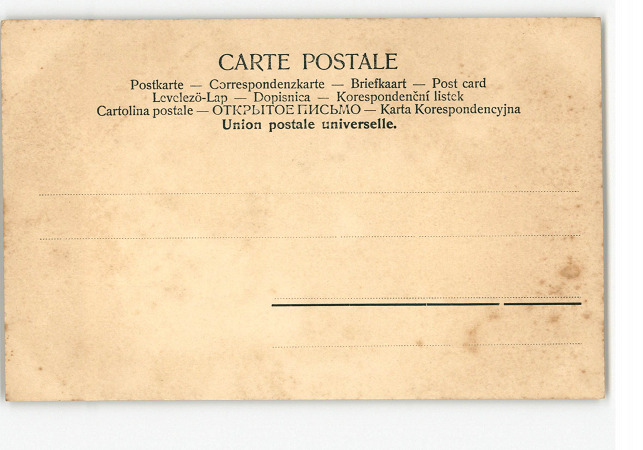 CARTE POSTALE
Postkarte — Correspondenzkarte — Briefkaart — Post card
Levelezö-Lap — Dopisnica — Korespondenční listek
Cartolina postale — ОТКРЫТОЕ ПИСЬМО — Karta Korespondencyjna
Union postale universelle.